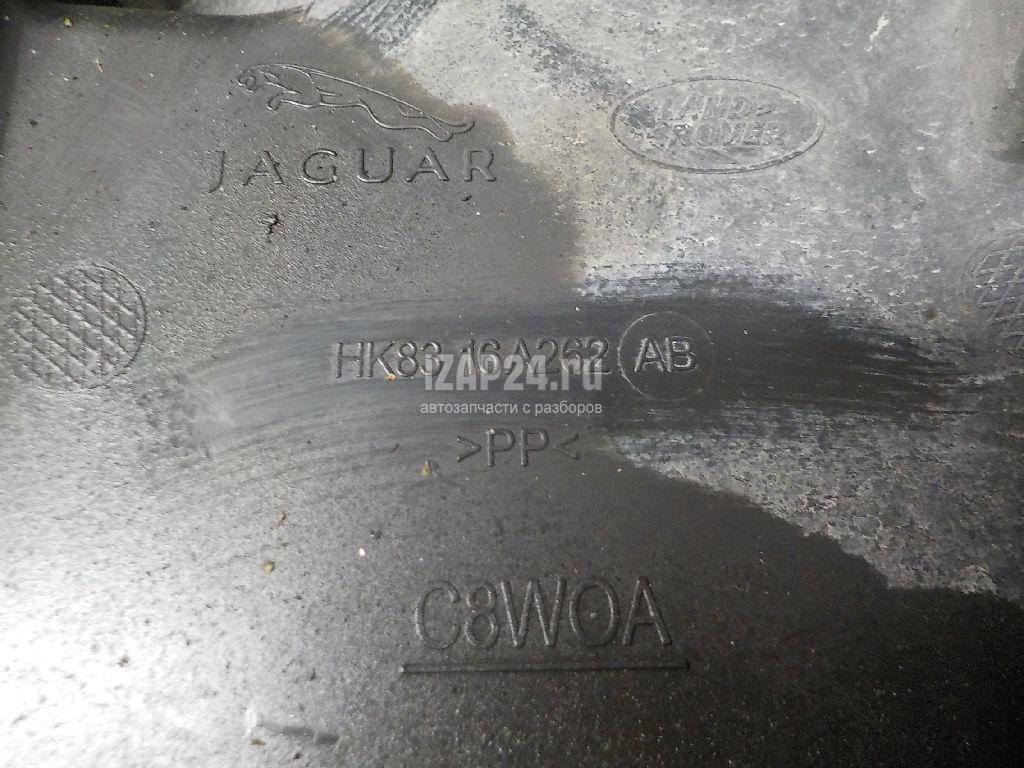 JAGUAR
LAND
ROVER
HK83-16A262 AB
iZAP24.ru
автозапчасти с разборов
>PP<
C8WOA